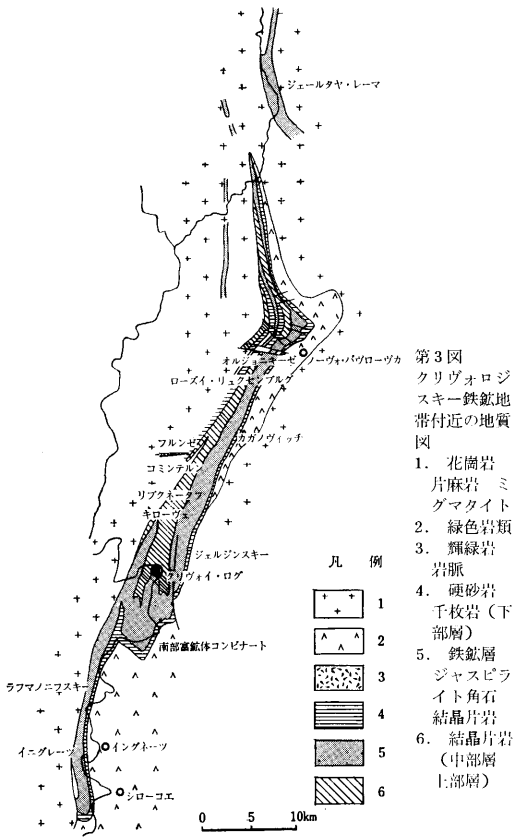 ジェールタヤ・レーマ
オルジョニキーゼ
ノーヴォ・パヴローヴカ
ローズイ・リュクセンブルグ
フルンゼ
カガノヴィッチ
コミンテルン
リブクネータフ
キローヴェ
ジェルジンスキー
クリヴォイ・ログ
南部富鉱体コンビナート
ラフマノニフスキー
イニグレーツ
イングネーツ
シローコエ
0 5 10km
凡 例
1
2
3
4
5
6
第3図
クリヴォロジ
スキー鉄鉱地
帯付近の地質
図
1. 花崗岩
片麻岩 ミ
グマタイト
2. 緑色岩類
3. 輝緑岩
岩脈
4. 硬砂岩
千枚岩(下
部層)
5. 鉄鉱層
ジャスピラ
イト角石
結晶片岩
6. 結晶片岩
(中部層
上部層)